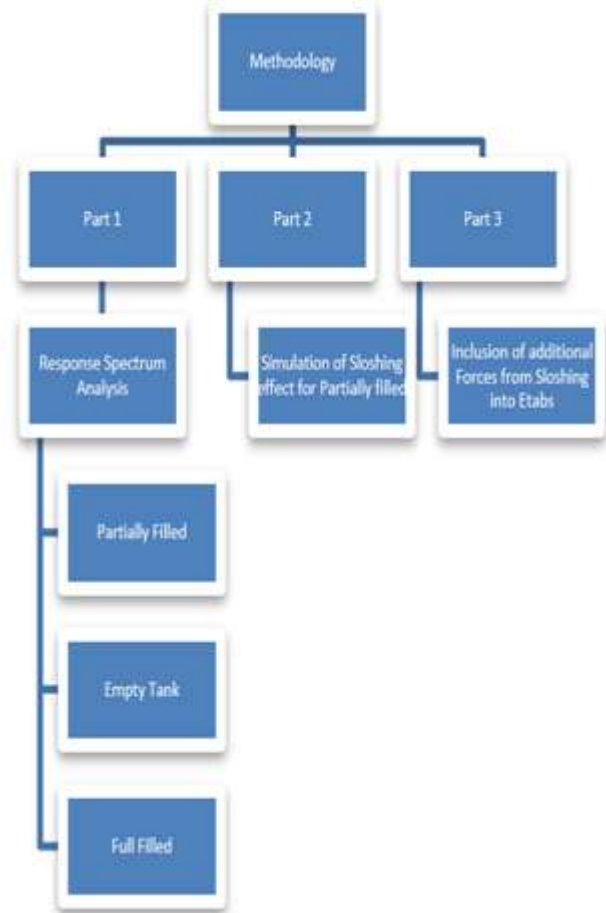 Methodology
Part 1
Part 2
Part 3
Response Spectrum
Analysis
Simulation of Sloshing
effect for Partially filled
Inclusion of additional
Forces from Sloshing
into Etabs
Partially Filled
Empty Tank
Full Filled